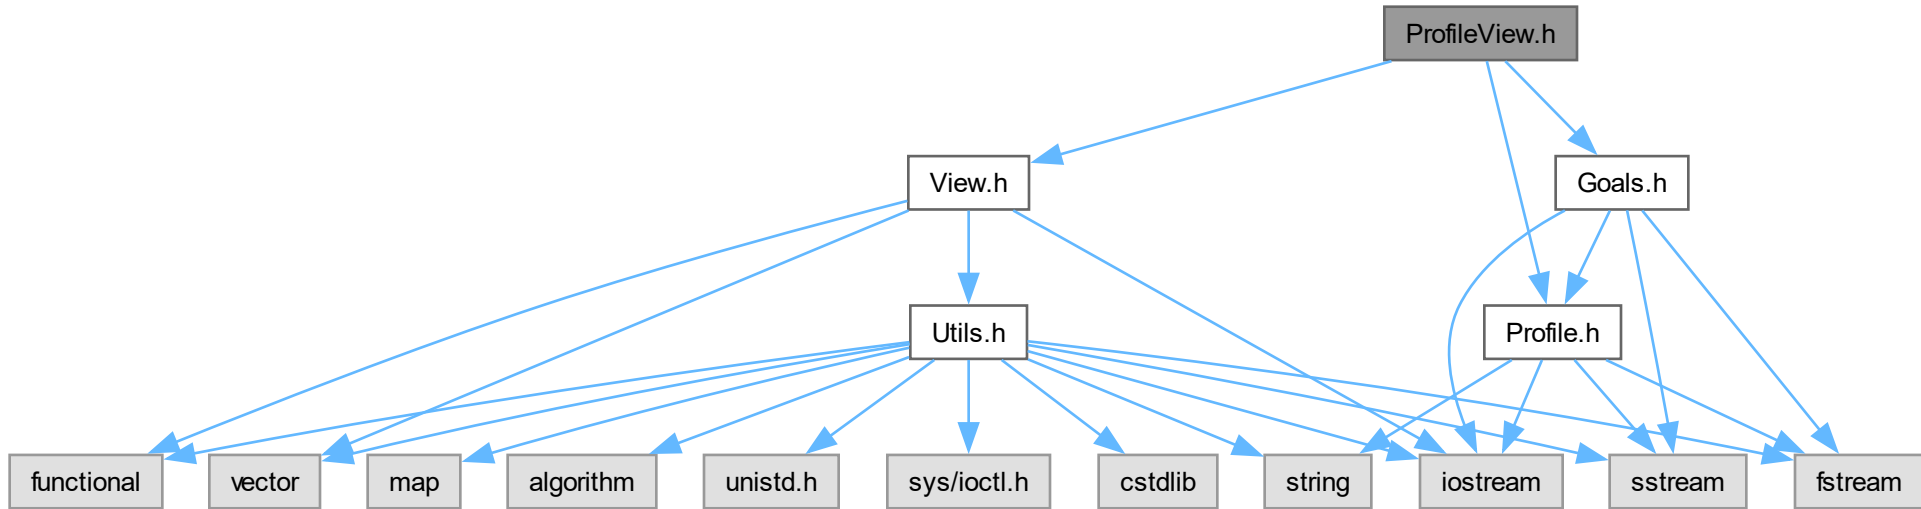 ProfileView.h
View.h
Goals.h
Utils.h
Profile.h
functional
vector
map
algorithm
unistd.h
sys/ioctl.h
cstdlib
string
iostream
sstream
fstream